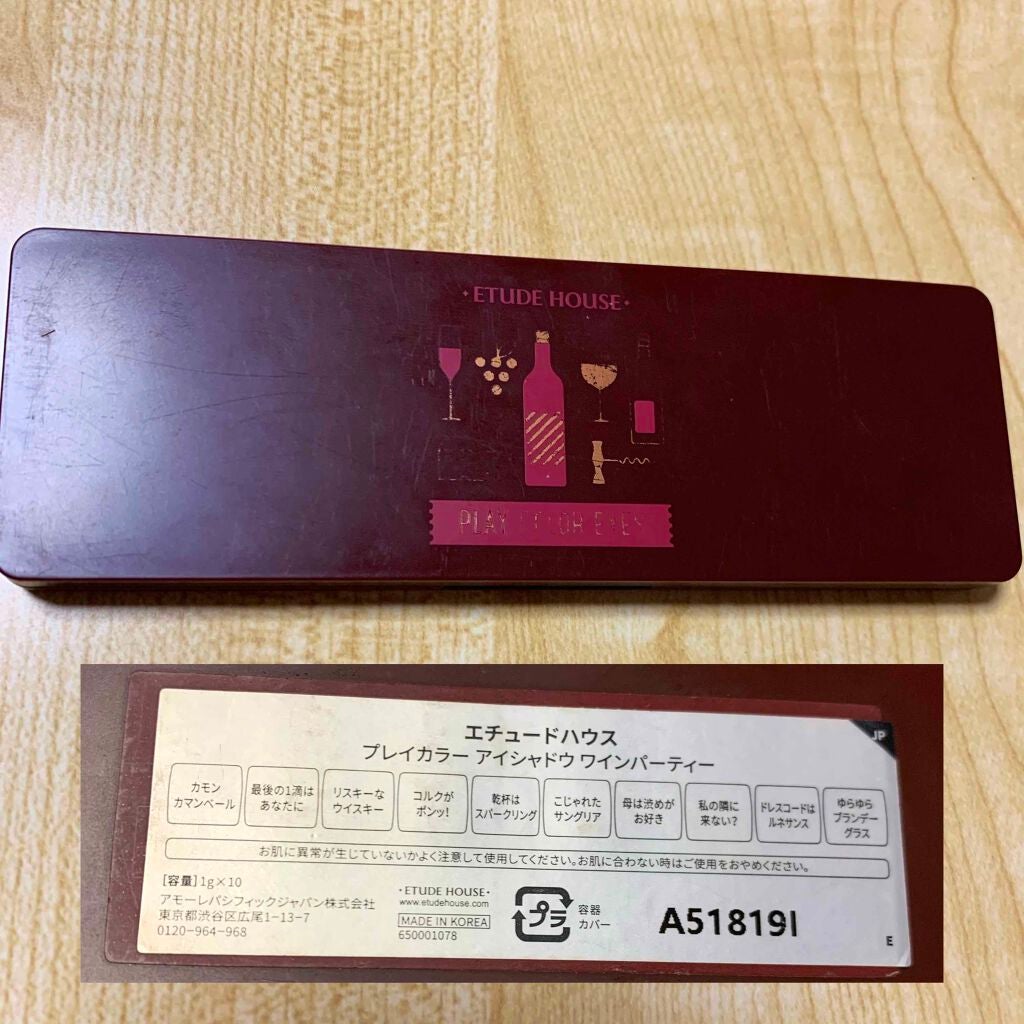 ·ETUDE HOUSE·
PLAY COLOR EYES
エチュードハウス
JP
プレイカラー アイシャドウ ワインパーティー
カモン
カマンベール
最後の1滴は
あなたに
リスキーな
ウイスキー
コルクが
ポンッ!
乾杯は
スパークリング
こじゃれた
サングリア
母は渋めが
お好き
私の隣に
来ない?
ドレスコードは
ルネサンス
ゆらゆら
ブランデー
グラス
お肌に異常が生じていないかよく注意して使用してください。お肌に合わない時はご使用をおやめください。
[容量]1g×10
アモーレパシフィックジャパン株式会社
東京都渋谷区広尾1-13-7
0120-964-968
·ETUDE HOUSE·
www.etudehouse.com
MADE IN KOREA
650001078
プラ
容器
カバー
A51819I
E